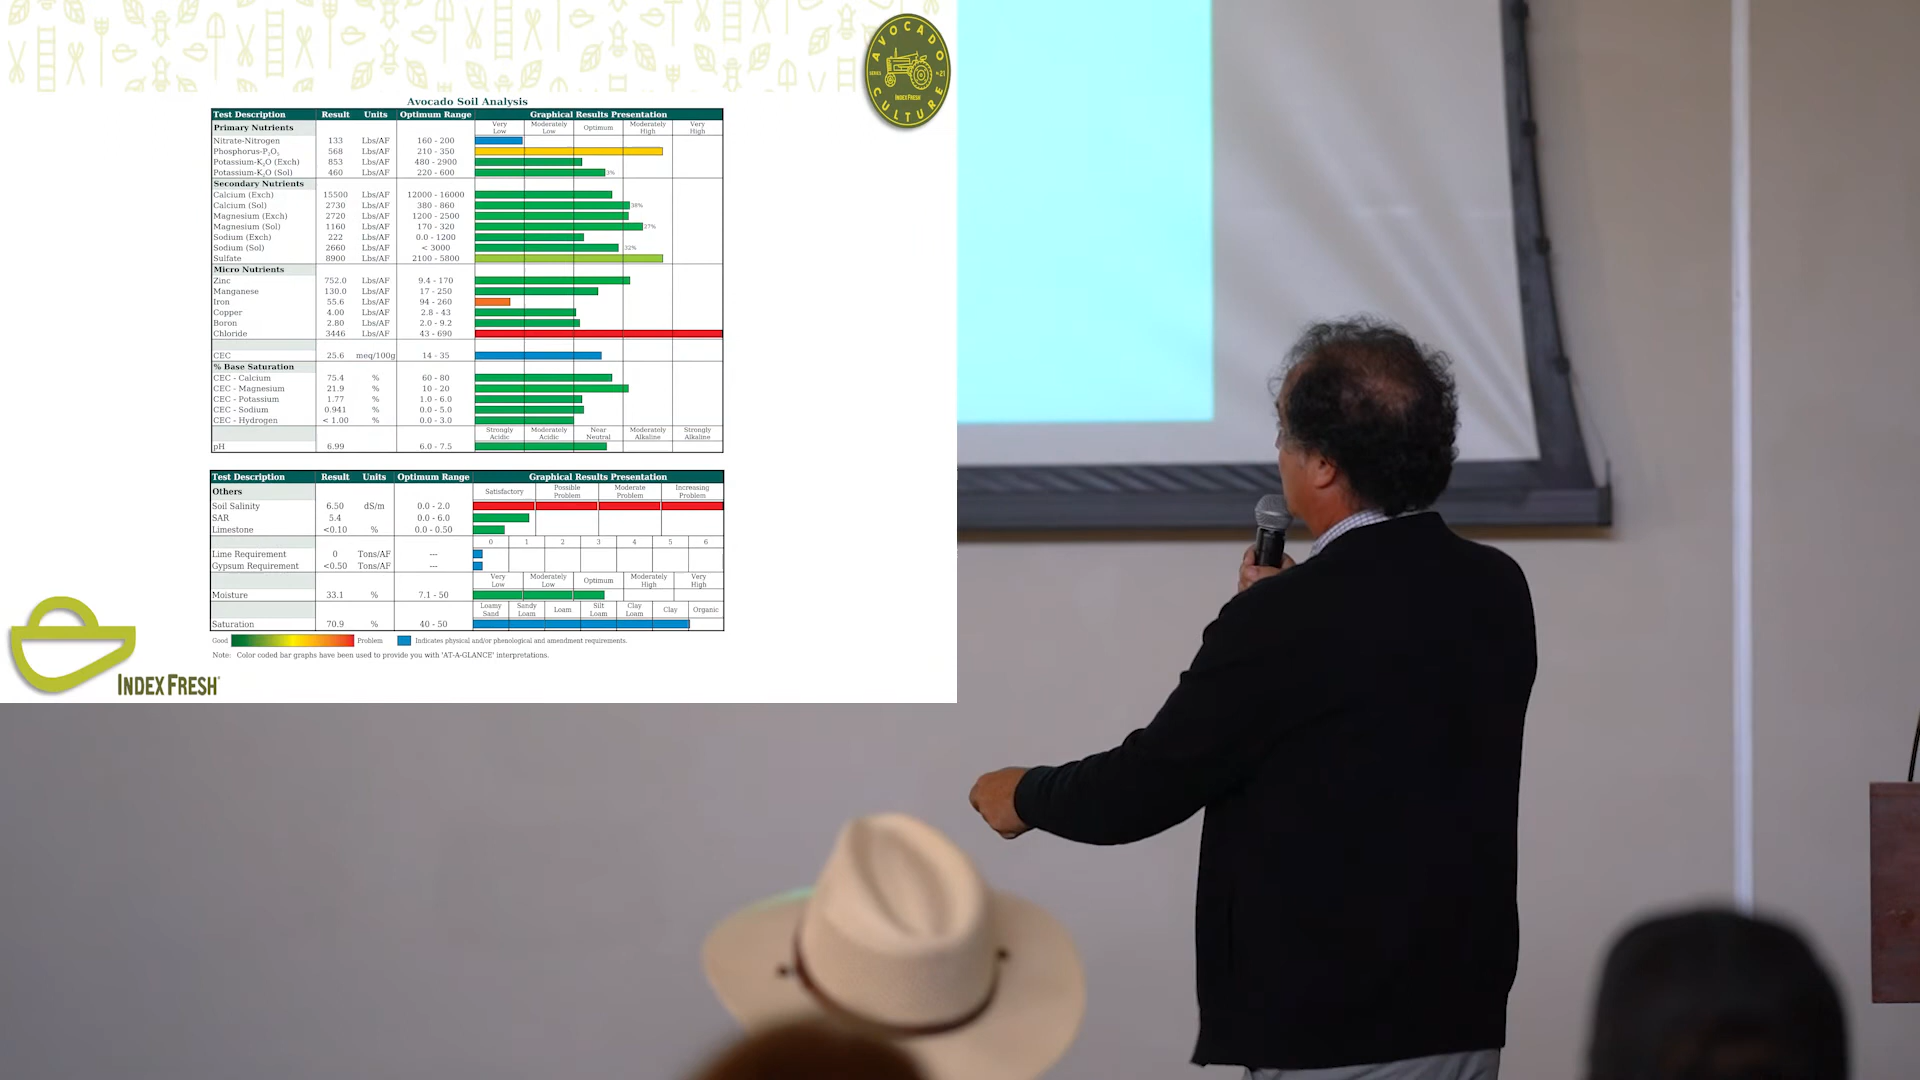 AVOCADO
CULTURE
SERIES
INDEX FRESH
Avocado Soil Analysis
Test Description Result Units Optimum Range Graphical Results Presentation
Primary Nutrients Very Low Moderately Low Optimum Moderately High Very High
Nitrate-Nitrogen 133 Lbs/AF 160 - 200
Phosphorus-P₂O₅ 568 Lbs/AF 210 - 350
Potassium-K₂O (Exch) 853 Lbs/AF 480 - 2900
Potassium-K₂O (Sol) 460 Lbs/AF 220 - 600 3%
Secondary Nutrients
Calcium (Exch) 15500 Lbs/AF 12000 - 16000
Calcium (Sol) 2730 Lbs/AF 380 - 860 38%
Magnesium (Exch) 2720 Lbs/AF 1200 - 2500
Magnesium (Sol) 1160 Lbs/AF 170 - 320 27%
Sodium (Exch) 222 Lbs/AF 0.0 - 1200
Sodium (Sol) 2660 Lbs/AF < 3000 32%
Sulfate 8900 Lbs/AF 2100 - 5800
Micro Nutrients
Zinc 752.0 Lbs/AF 9.4 - 170
Manganese 130.0 Lbs/AF 17 - 250
Iron 55.6 Lbs/AF 94 - 260
Copper 4.00 Lbs/AF 2.8 - 43
Boron 2.80 Lbs/AF 2.0 - 9.2
Chloride 3446 Lbs/AF 43 - 690
CEC 25.6 meq/100g 14 - 35
% Base Saturation
CEC - Calcium 75.4 % 60 - 80
CEC - Magnesium 21.9 % 10 - 20
CEC - Potassium 1.77 % 1.0 - 6.0
CEC - Sodium 0.941 % 0.0 - 5.0
CEC - Hydrogen < 1.00 % 0.0 - 3.0
Strongly Acidic Moderately Acidic Near Neutral Moderately Alkaline Strongly Alkaline
pH 6.99 6.0 - 7.5
Test Description Result Units Optimum Range Graphical Results Presentation
Others Satisfactory Possible Problem Moderate Problem Increasing Problem
Soil Salinity 6.50 dS/m 0.0 - 2.0
SAR 5.4 0.0 - 6.0
Limestone <0.10 % 0.0 - 0.50
0 1 2 3 4 5 6
Lime Requirement 0 Tons/AF ---
Gypsum Requirement <0.50 Tons/AF ---
Very Low Moderately Low Optimum Moderately High Very High
Moisture 33.1 % 7.1 - 50
Loamy Sand Sandy Loam Loam Silt Loam Clay Loam Clay Organic
Saturation 70.9 % 40 - 50
Good Problem Indicates physical and/or phenological and amendment requirements.
Note: Color coded bar graphs have been used to provide you with 'AT-A-GLANCE' interpretations.
INDEX FRESH